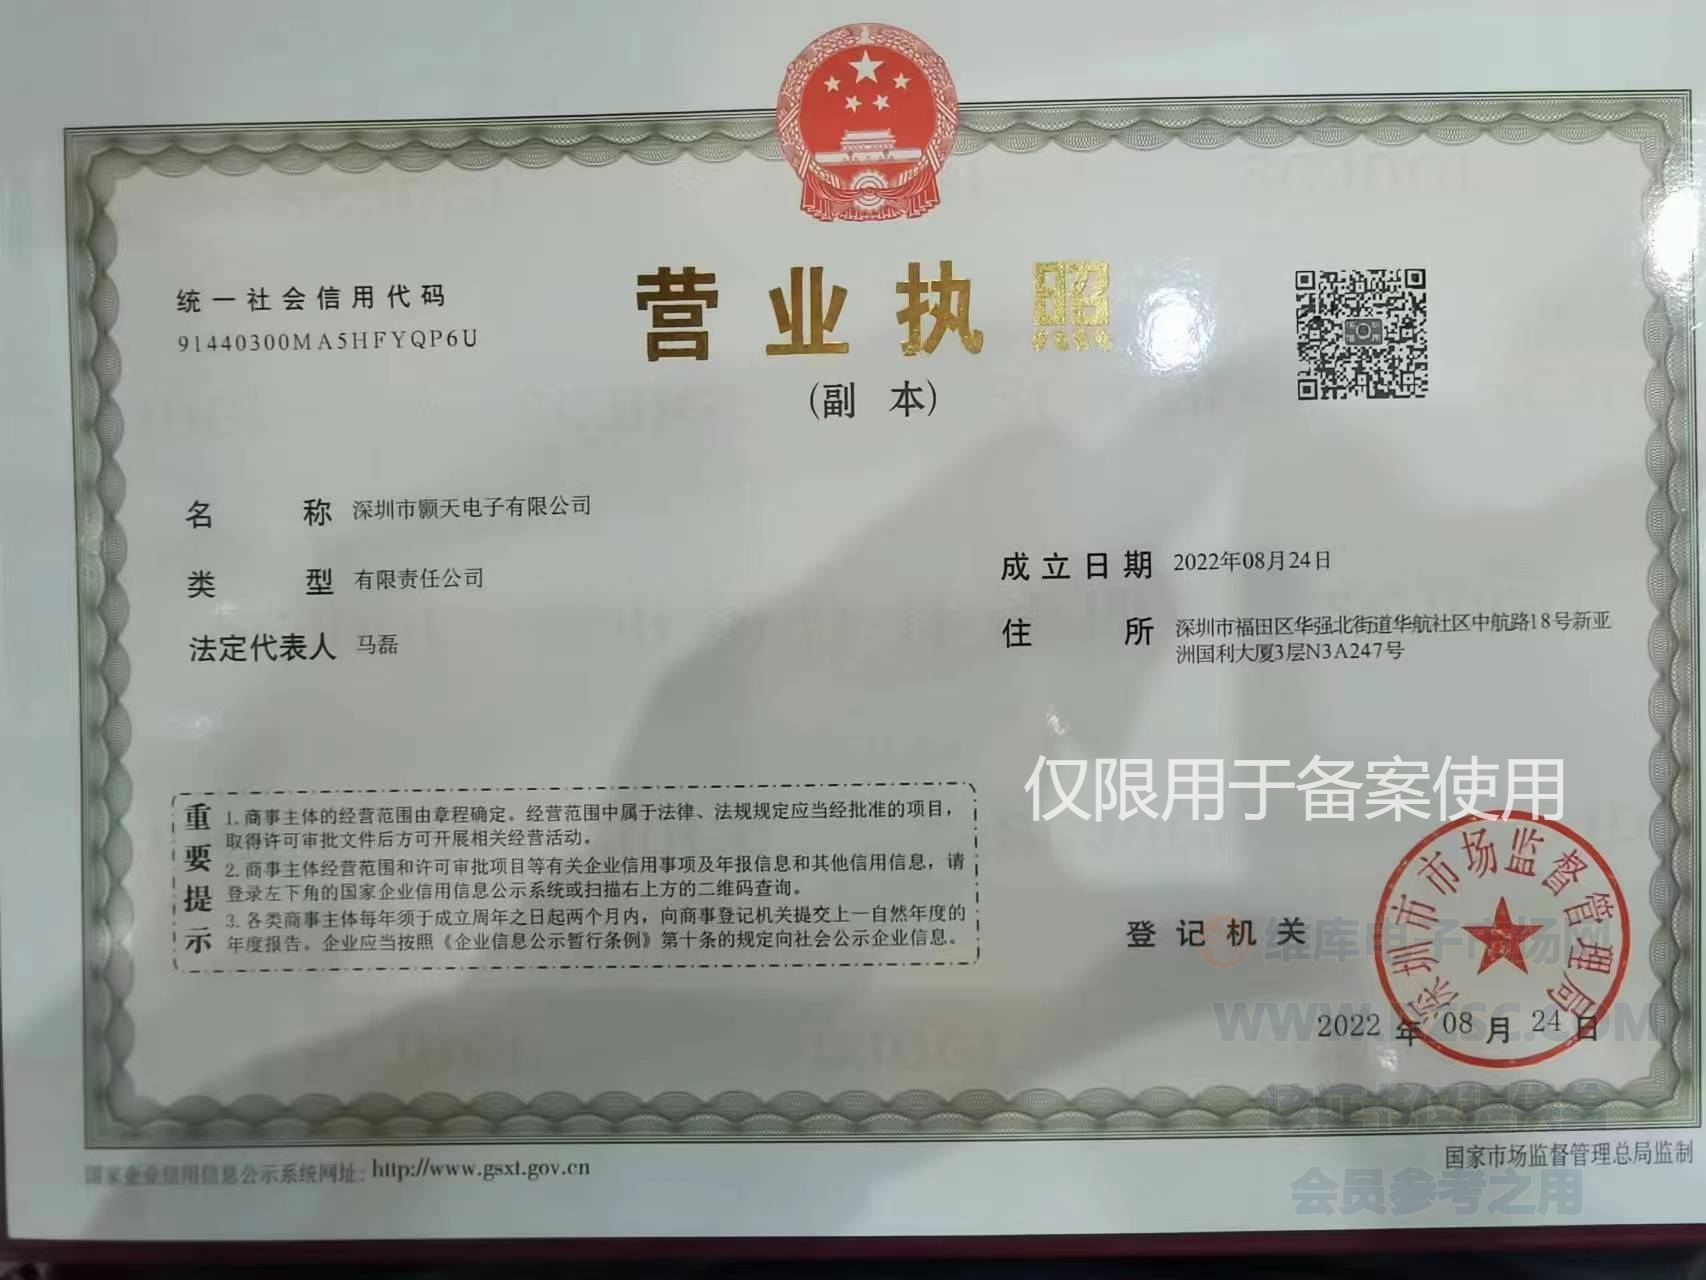 营业执照
(副 本)
统一社会信用代码
91440300MA5HFYQP6U
名 称 深圳市颢天电子有限公司
类 型 有限责任公司
法定代表人 马磊
成立日期 2022年08月24日
住 所 深圳市福田区华强北街道华航社区中航路18号新亚
洲国利大厦3层N3A247号
重要提示
1. 商事主体的经营范围由章程确定。经营范围中属于法律、法规规定应当经批准的项目，
取得许可审批文件后方可开展相关经营活动。
2. 商事主体经营范围和许可审批项目等有关企业信用事项及年报信息和其他信用信息，请
登录左下角的国家企业信用信息公示系统或扫描右上方的二维码查询。
3. 各类商事主体每年须于成立周年之日起两个月内，向商事登记机关提交上一自然年度的
年度报告。企业应当按照《企业信息公示暂行条例》第十条的规定向社会公示企业信息。
仅限用于备案使用
登记机关
深圳市市场监督管理局
维库电子市场网
2022 年 08 月 24 日
该证书仅提供给
会员参考之用
国家企业信用信息公示系统网址: http://www.gsxt.gov.cn
国家市场监督管理总局监制